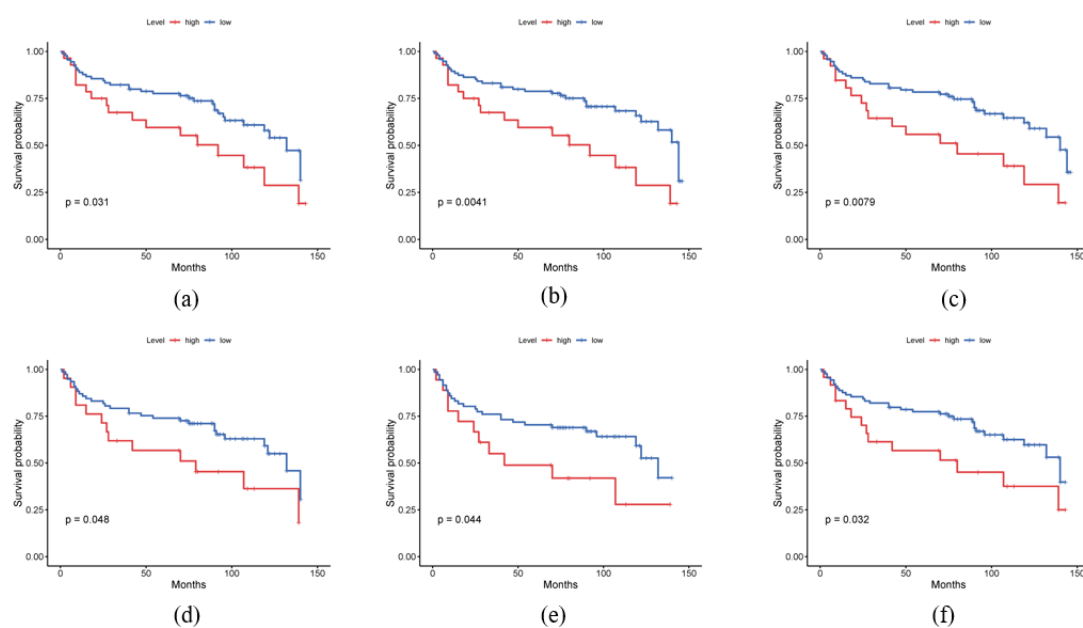 Level high low
Level high low
Level high low
Survival probability
1.00
0.75
0.50
0.25
0.00
p = 0.031
0 50 100 150
Months
(a)
Survival probability
1.00
0.75
0.50
0.25
0.00
p = 0.0041
0 50 100 150
Months
(b)
Survival probability
1.00
0.75
0.50
0.25
0.00
p = 0.0079
0 50 100 150
Months
(c)
Level high low
Level high low
Level high low
Survival probability
1.00
0.75
0.50
0.25
0.00
p = 0.048
0 50 100 150
Months
(d)
Survival probability
1.00
0.75
0.50
0.25
0.00
p = 0.044
0 50 100 150
Months
(e)
Survival probability
1.00
0.75
0.50
0.25
0.00
p = 0.032
0 50 100 150
Months
(f)